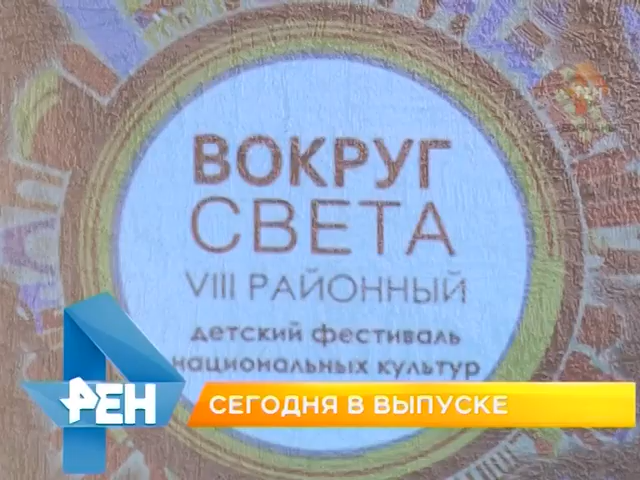 ВОКРУГ
СВЕТА
VIII РАЙОННЫЙ
детский фестиваль
национальных культур
РЕН
СЕГОДНЯ В ВЫПУСКЕ